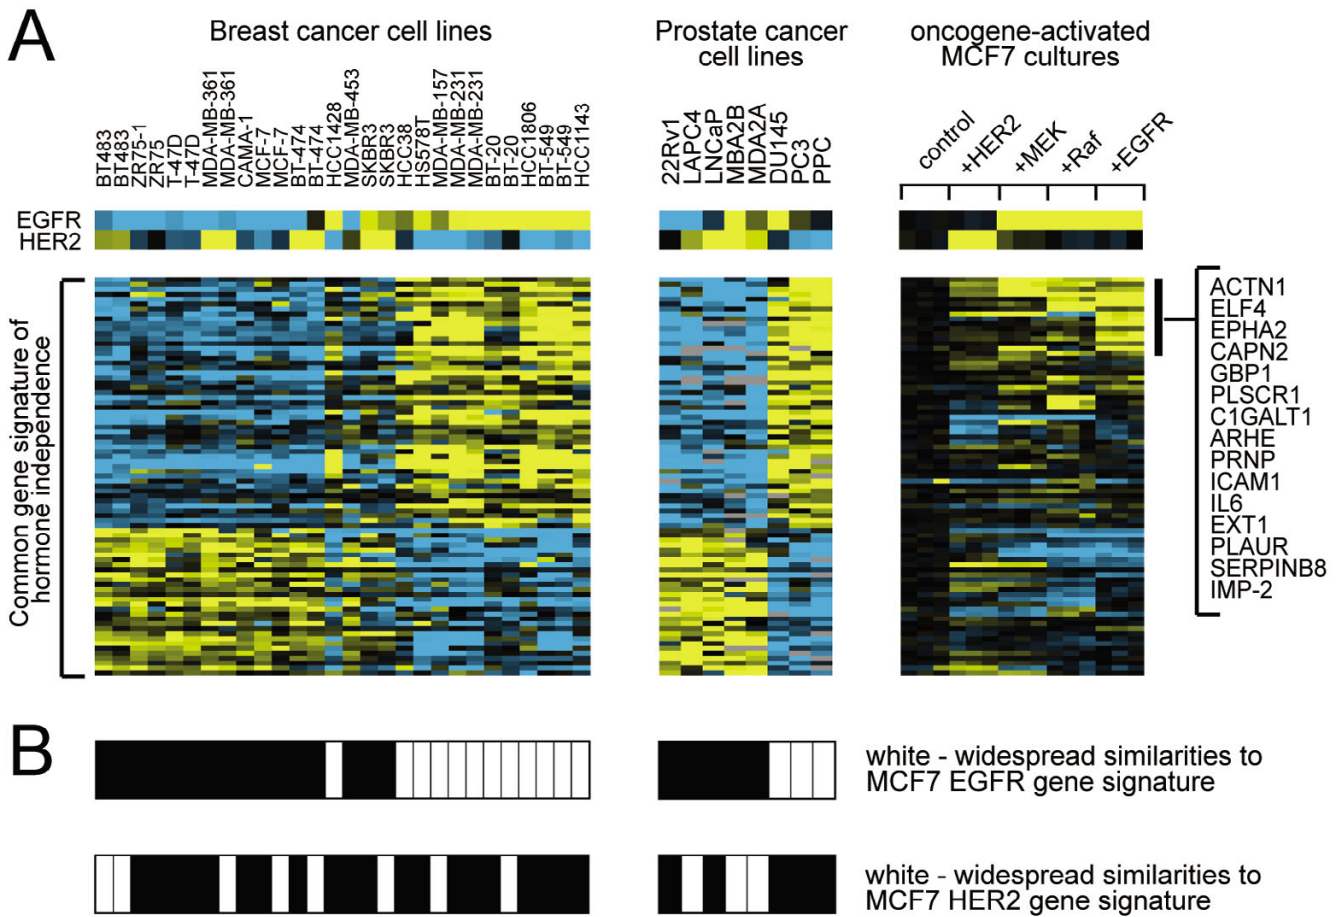 A
Breast cancer cell lines
Prostate cancer
cell lines
oncogene-activated
MCF7 cultures
BT483
BT483
ZR75-1
ZR75
T-47D
T-47D
MDA-MB-361
MDA-MB-361
CAMA-1
MCF-7
MCF-7
BT-474
BT-474
HCC1428
MDA-MB-453
SKBR3
SKBR3
HCC38
HS578T
MDA-MB-157
MDA-MB-231
MDA-MB-231
BT-20
BT-20
HCC1806
BT-549
BT-549
HCC1143
22Rv1
LAPC4
LNCaP
MBA2B
MDA2A
DU145
PC3
PPC
control
+HER2
+MEK
+Raf
+EGFR
EGFR
HER2
Common gene signature of
hormone independence
ACTN1
ELF4
EPHA2
CAPN2
GBP1
PLSCR1
C1GALT1
ARHE
PRNP
ICAM1
IL6
EXT1
PLAUR
SERPINB8
IMP-2
B
white - widespread similarities to
MCF7 EGFR gene signature
white - widespread similarities to
MCF7 HER2 gene signature